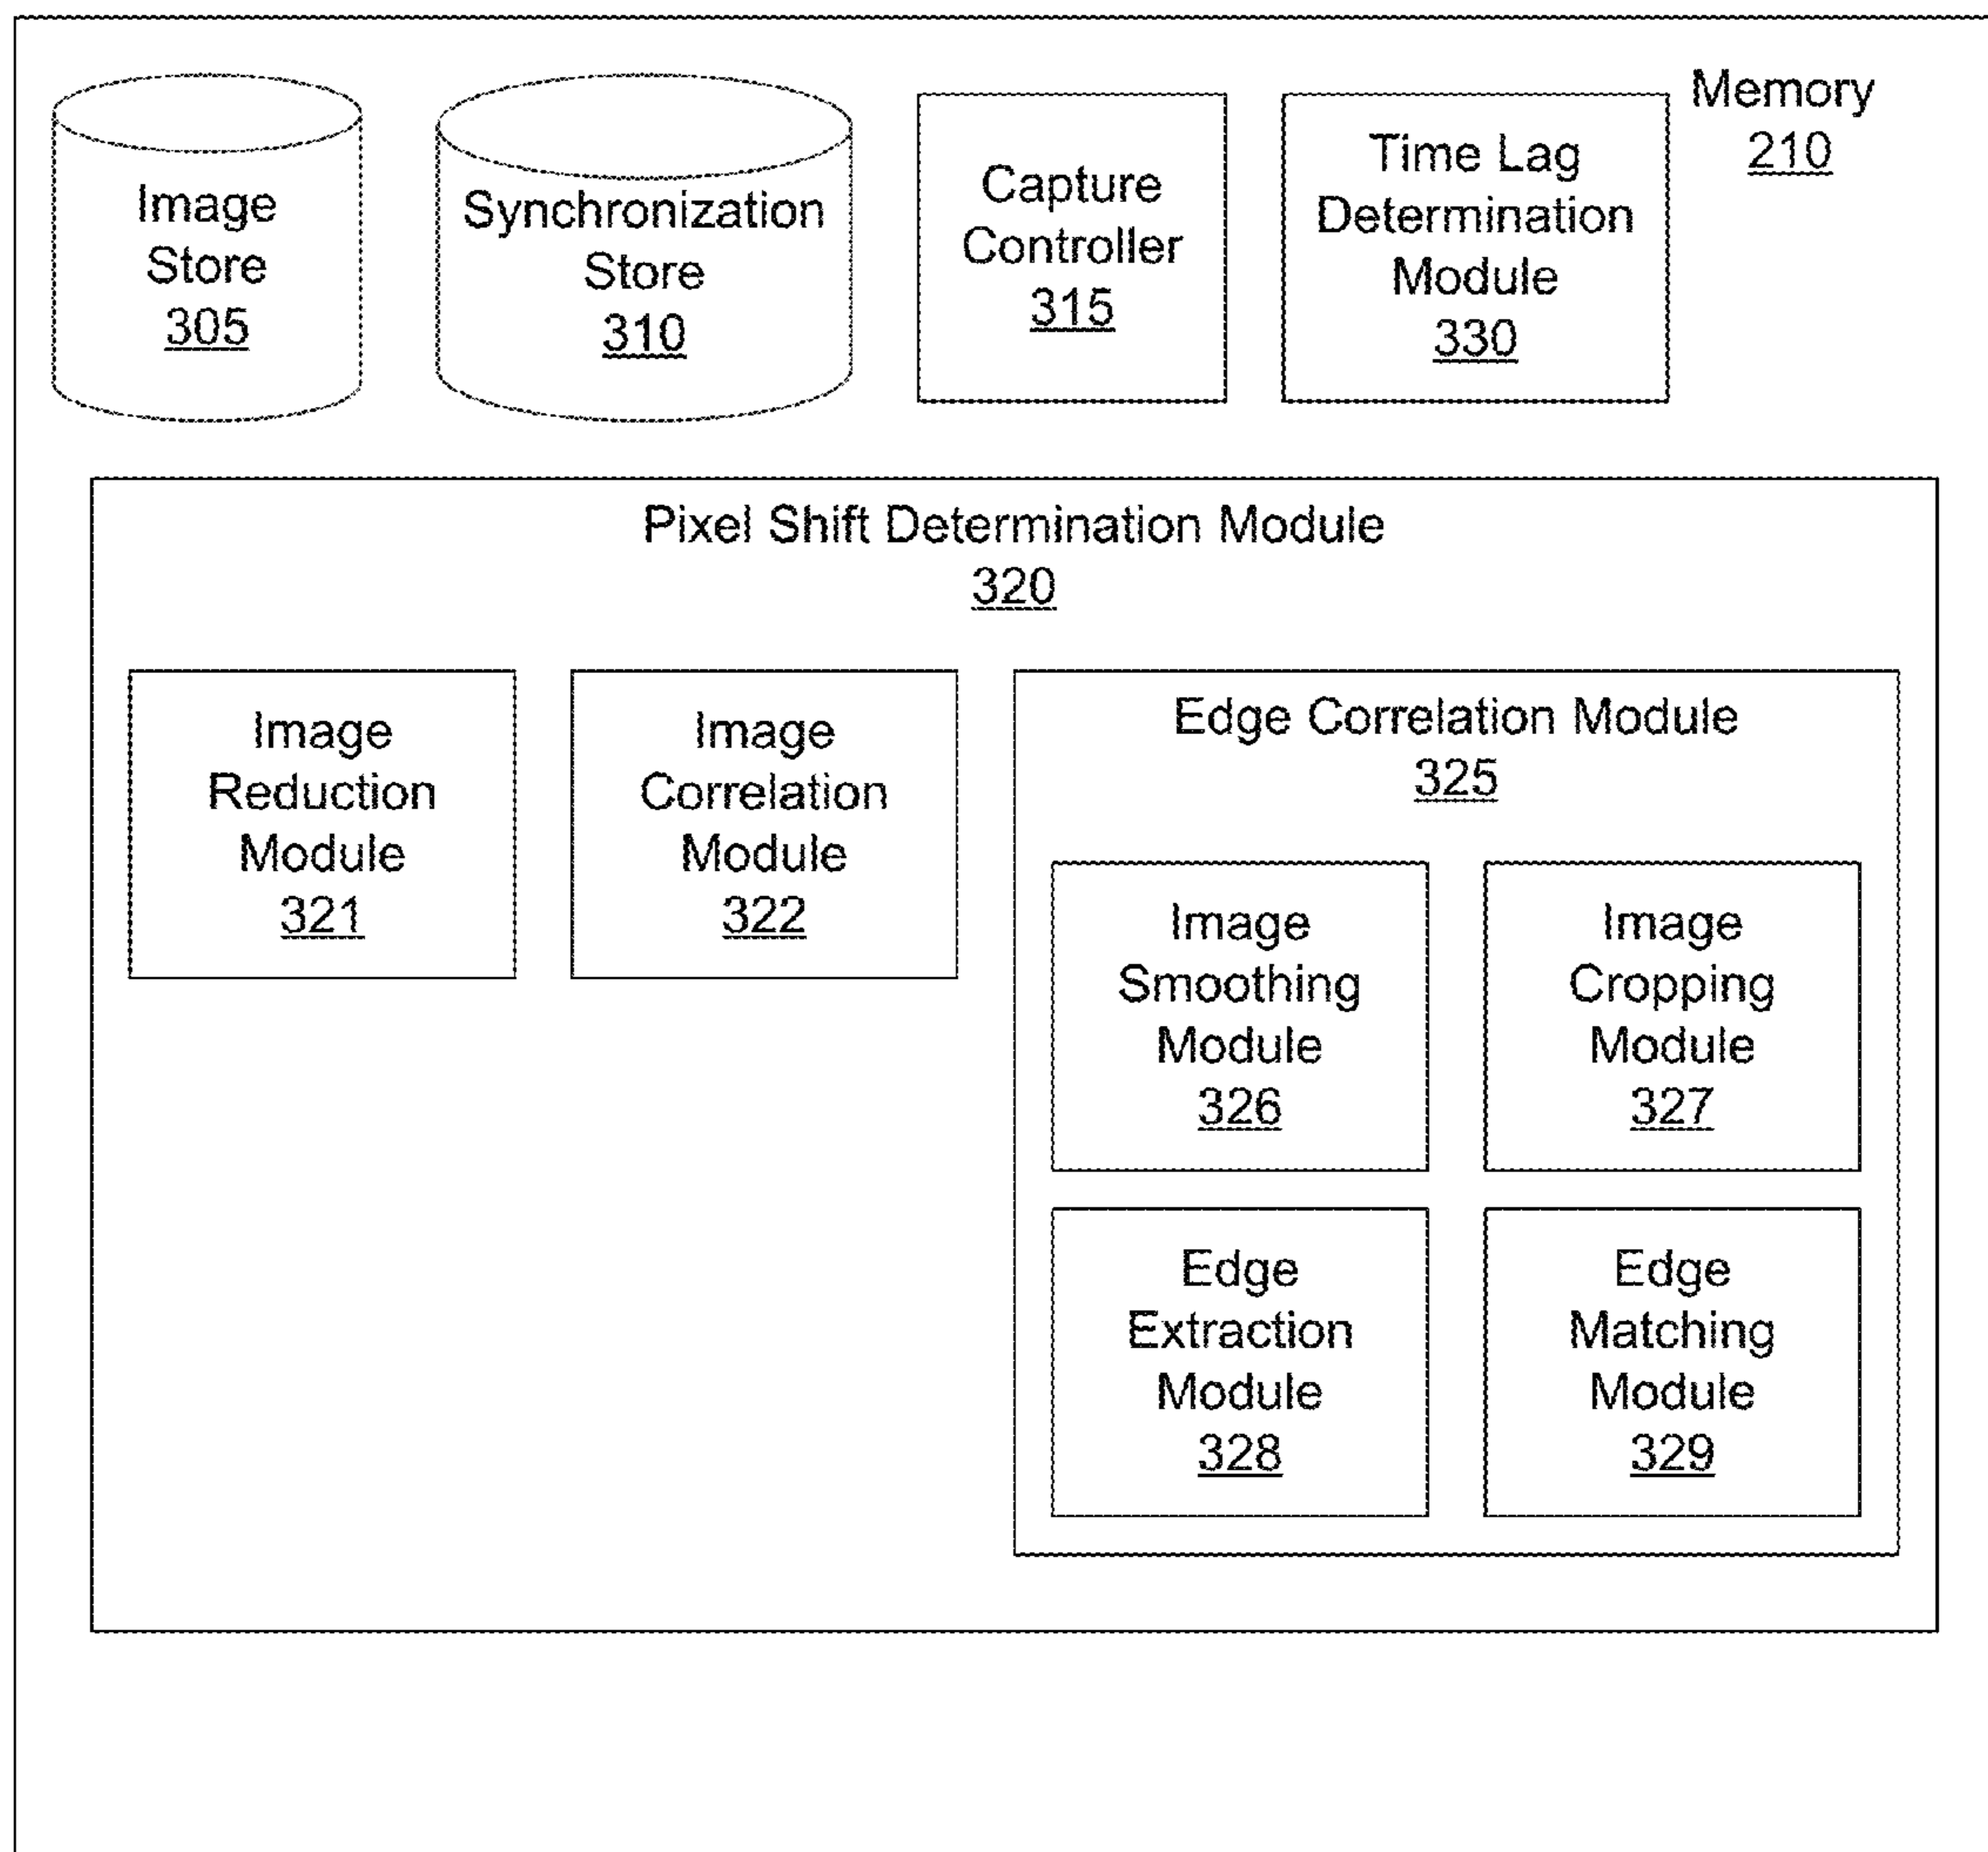 Image
Store
305
Synchronization
Store
310
Capture
Controller
315
Time Lag
Determination
Module
330
Memory
210
Pixel Shift Determination Module
320
Image
Reduction
Module
321
Image
Correlation
Module
322
Edge Correlation Module
325
Image
Smoothing
Module
326
Image
Cropping
Module
327
Edge
Extraction
Module
328
Edge
Matching
Module
329